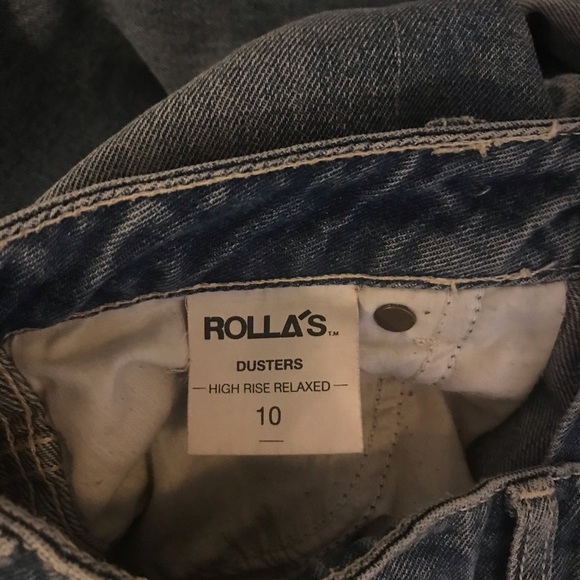 ROLLA'S™
DUSTERS
HIGH RISE RELAXED
10